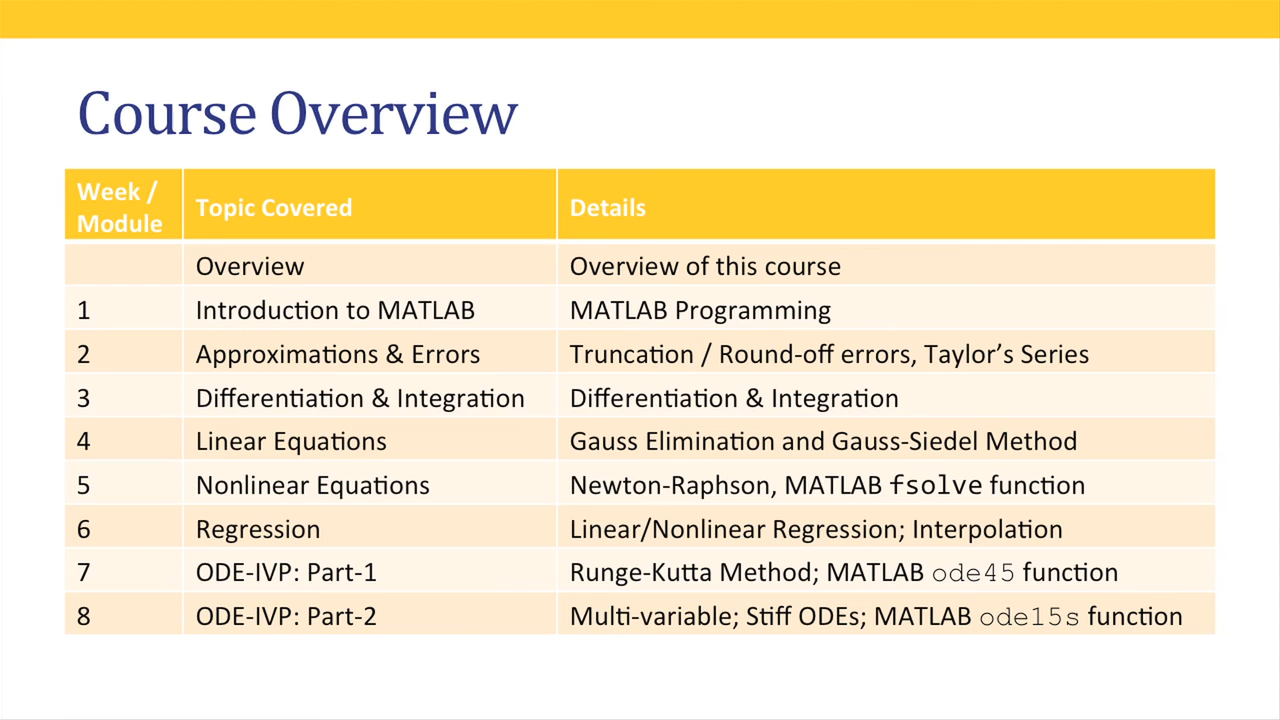 Course Overview
Week / Module Topic Covered Details
Overview Overview of this course
1 Introduction to MATLAB MATLAB Programming
2 Approximations & Errors Truncation / Round-off errors, Taylor’s Series
3 Differentiation & Integration Differentiation & Integration
4 Linear Equations Gauss Elimination and Gauss-Siedel Method
5 Nonlinear Equations Newton-Raphson, MATLAB fsolve function
6 Regression Linear/Nonlinear Regression; Interpolation
7 ODE-IVP: Part-1 Runge-Kutta Method; MATLAB ode45 function
8 ODE-IVP: Part-2 Multi-variable; Stiff ODEs; MATLAB ode15s function